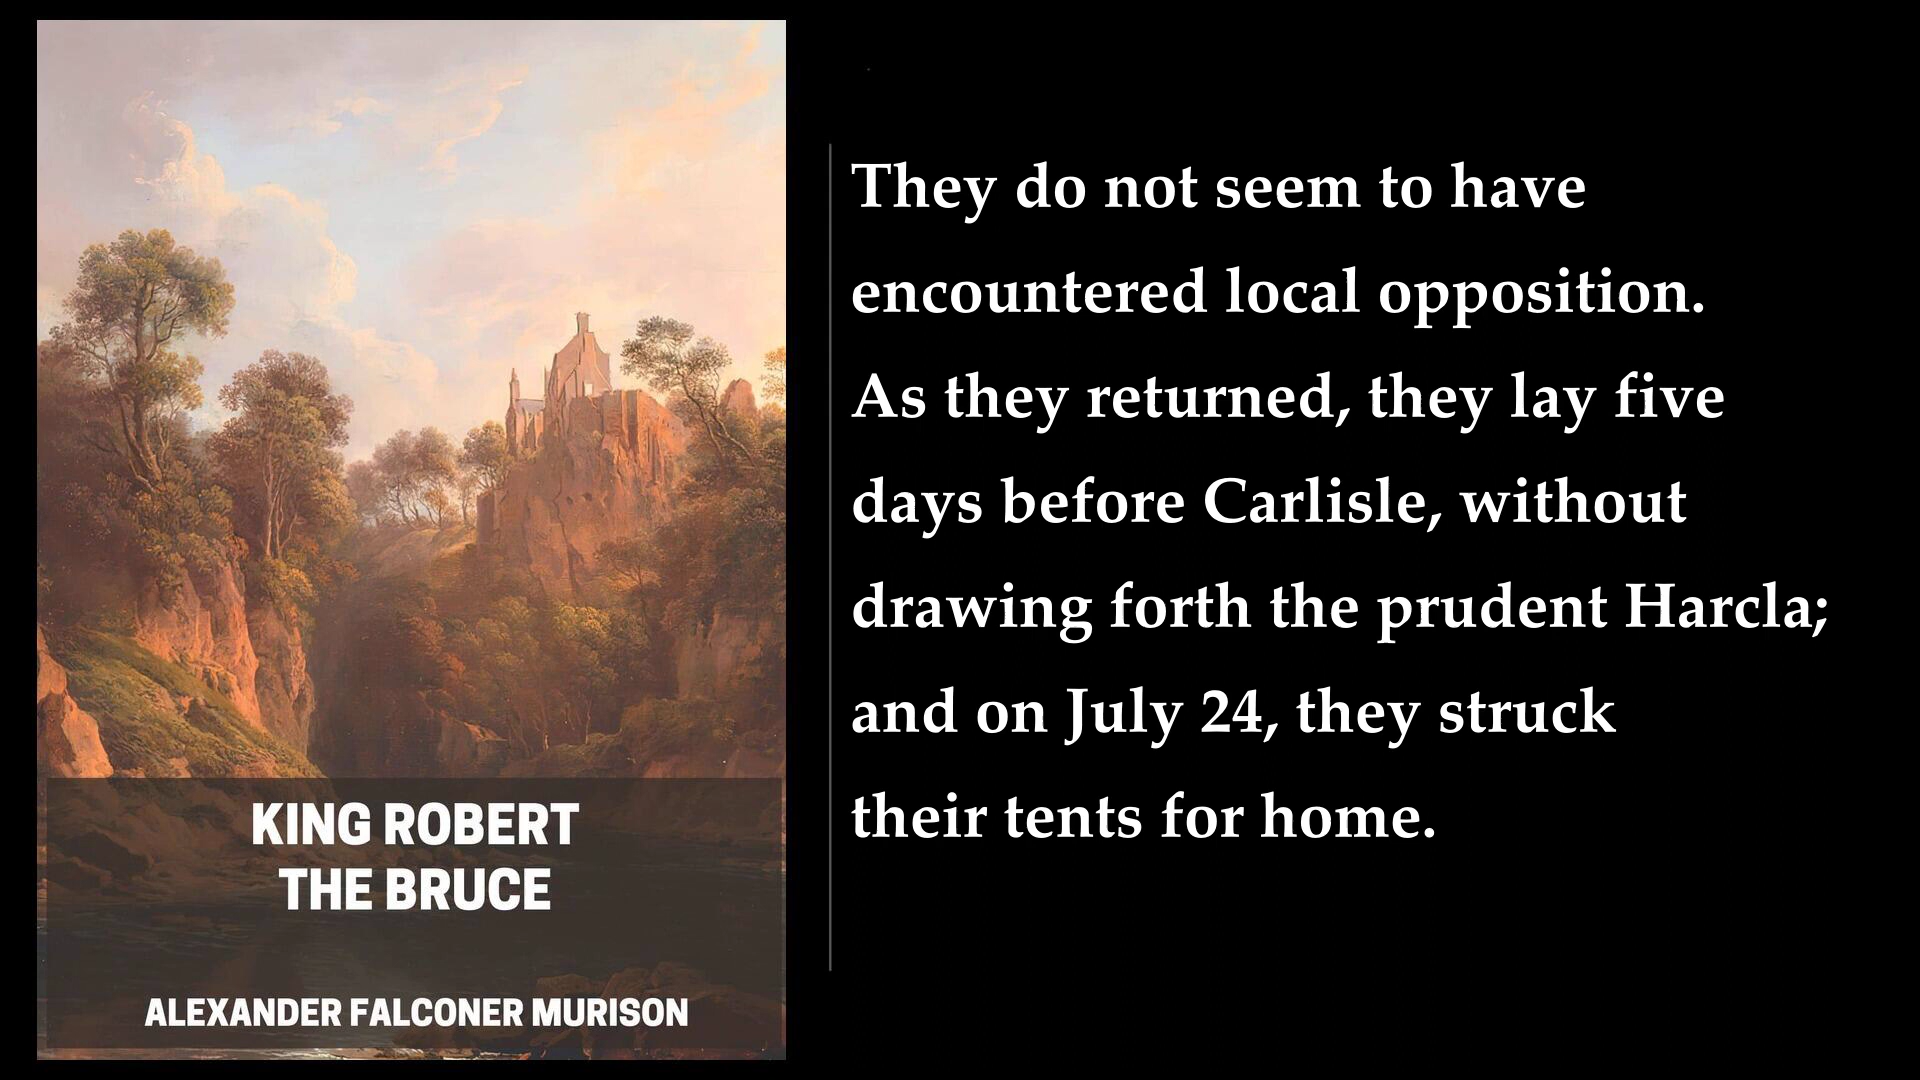 KING ROBERT
THE BRUCE
ALEXANDER FALCONER MURISON
They do not seem to have
encountered local opposition.
As they returned, they lay five
days before Carlisle, without
drawing forth the prudent Harcla;
and on July 24, they struck
their tents for home.